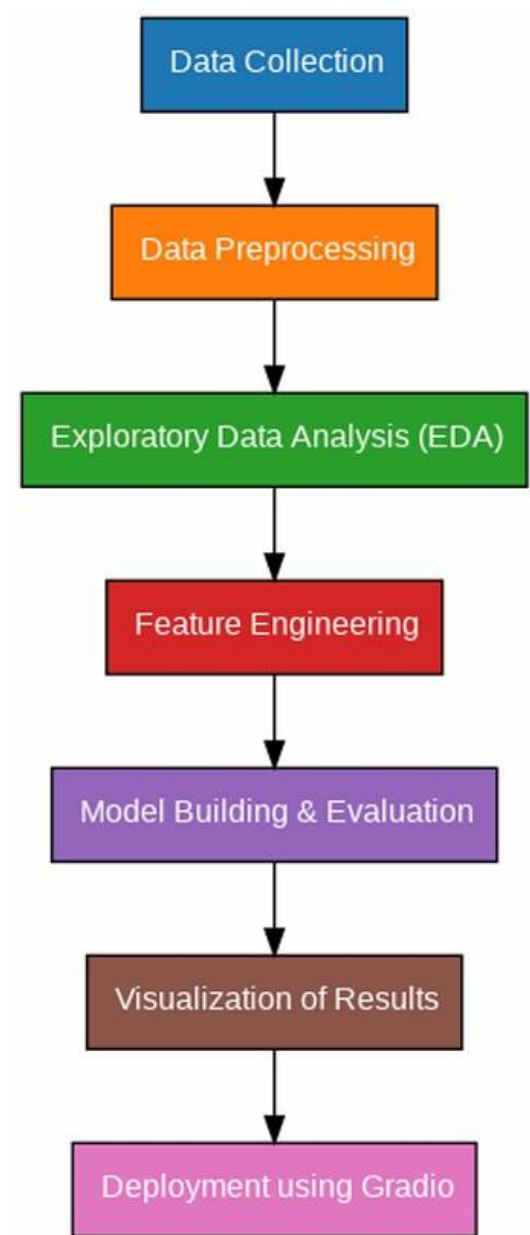 Data Collection
Data Preprocessing
Exploratory Data Analysis (EDA)
Feature Engineering
Model Building & Evaluation
Visualization of Results
Deployment using Gradio